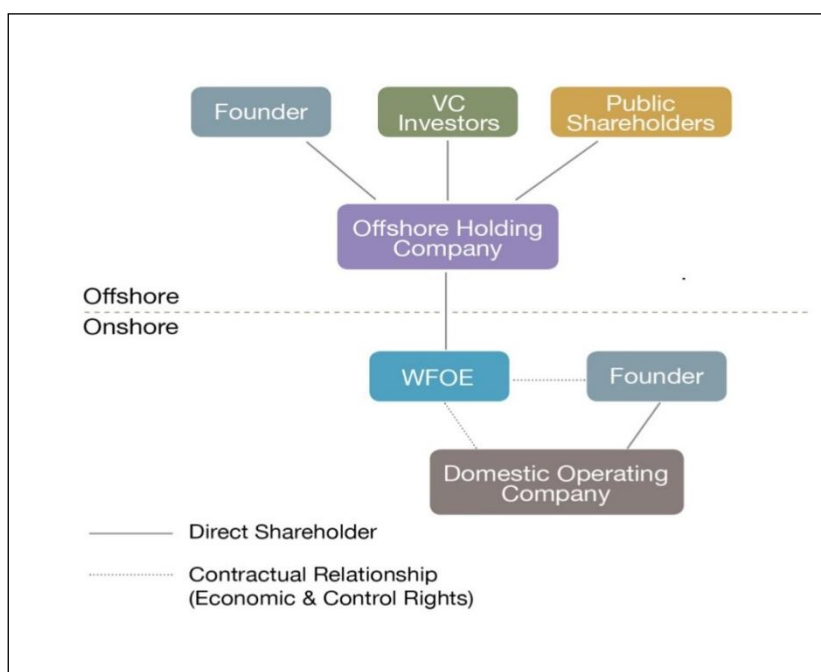 Founder
VC
Investors
Public
Shareholders
Offshore Holding
Company
Offshore
Onshore
WFOE
Founder
Domestic Operating
Company
Direct Shareholder
Contractual Relationship
(Economic & Control Rights)